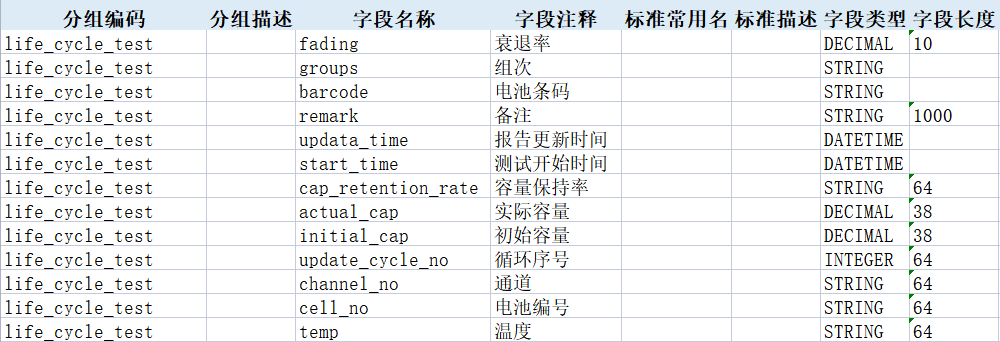 分组编码 分组描述 字段名称 字段注释 标准常用名 标准描述 字段类型 字段长度
life_cycle_test fading 衰退率 DECIMAL 10
life_cycle_test groups 组次 STRING
life_cycle_test barcode 电池条码 STRING
life_cycle_test remark 备注 STRING 1000
life_cycle_test updata_time 报告更新时间 DATETIME
life_cycle_test start_time 测试开始时间 DATETIME
life_cycle_test cap_retention_rate 容量保持率 STRING 64
life_cycle_test actual_cap 实际容量 DECIMAL 38
life_cycle_test initial_cap 初始容量 DECIMAL 38
life_cycle_test update_cycle_no 循环序号 INTEGER 64
life_cycle_test channel_no 通道 STRING 64
life_cycle_test cell_no 电池编号 STRING 64
life_cycle_test temp 温度 STRING 64